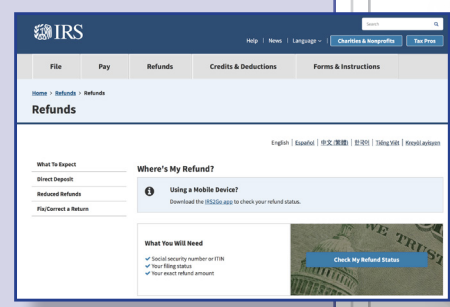 IRS
Search
Help | News | Language | Charities & Nonprofits Tax Pros
File Pay Refunds Credits & Deductions Forms & Instructions
Home > Refunds > Refunds
Refunds
English | Español | 中文 (繁體) | 한국어 | Tiếng Việt | Kreyòl ayisyen
What To Expect
Direct Deposit
Reduced Refunds
Fix/Correct a Return
Where's My Refund?
Using a Mobile Device?
Download the IRS2Go app to check your refund status.
What You Will Need
Social security number or ITIN
Your filing status
Your exact refund amount
WE TRUST
Check My Refund Status